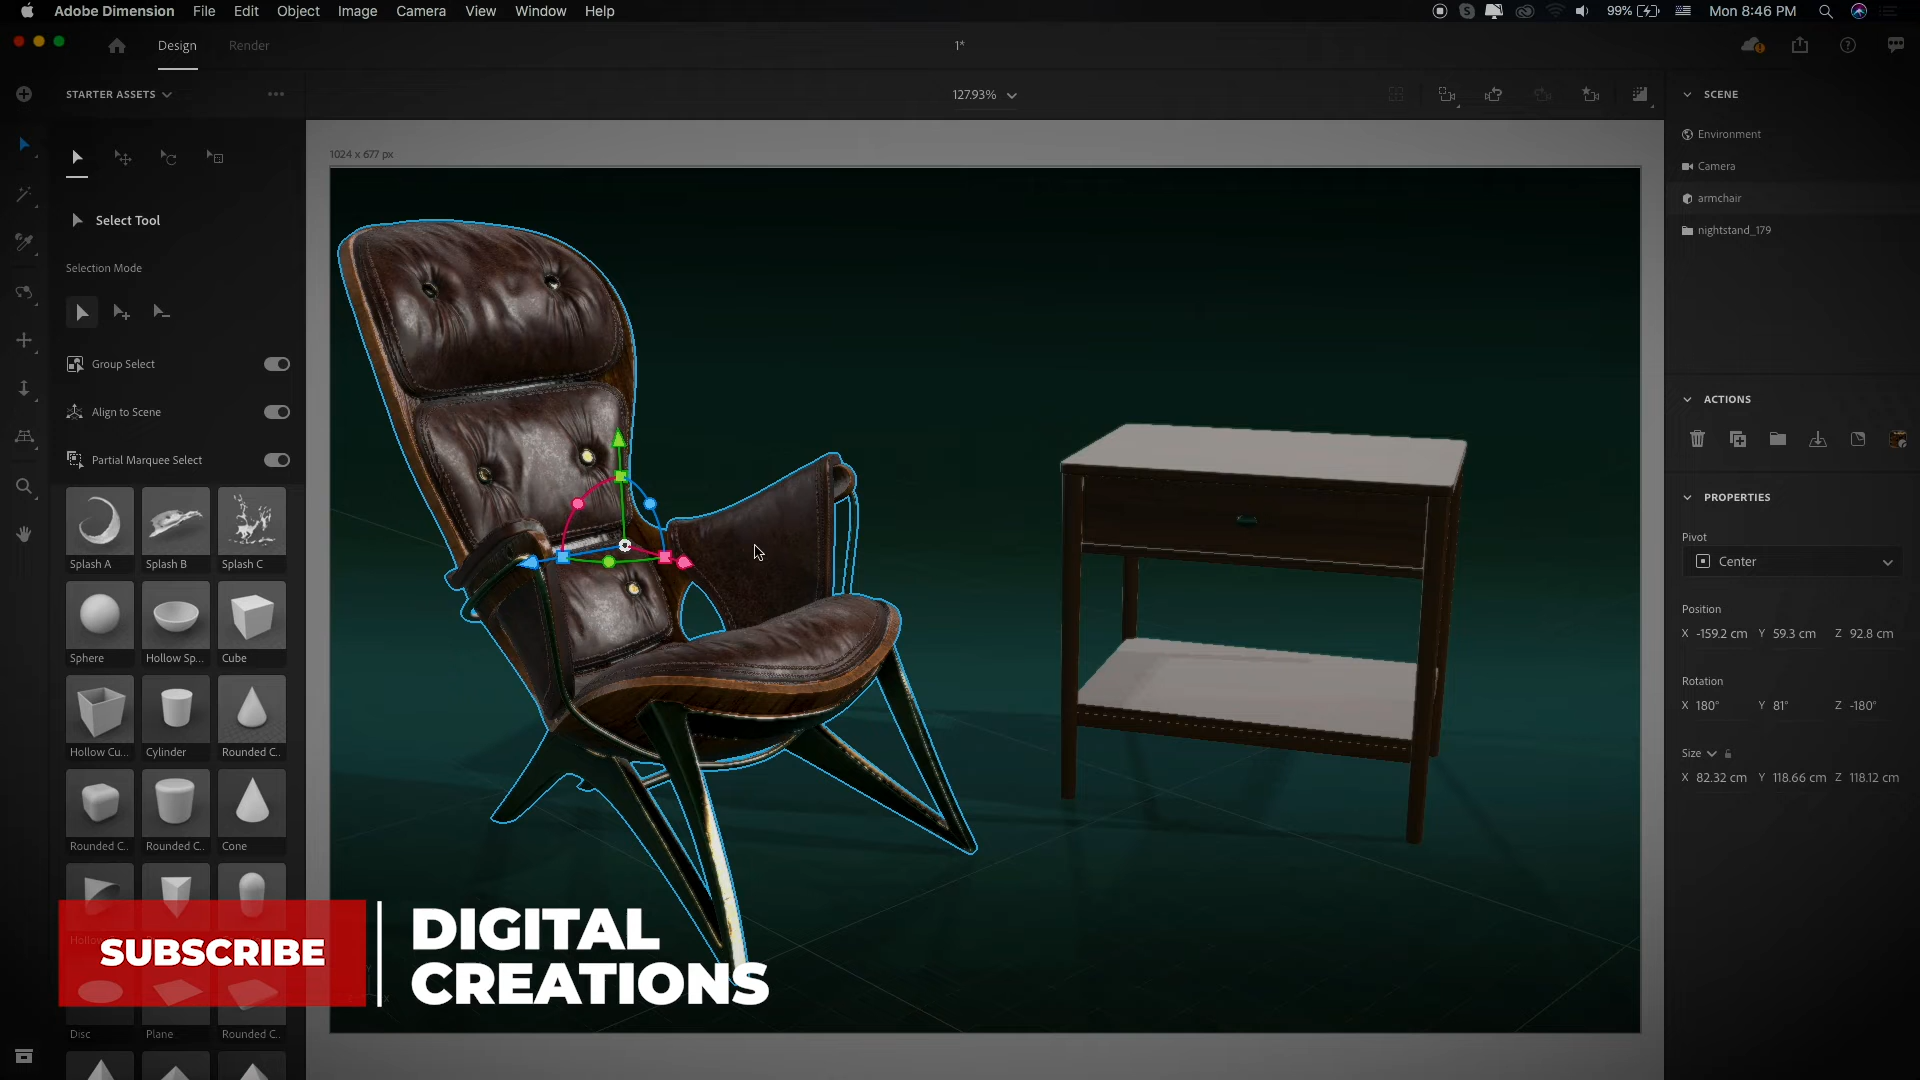 Adobe Dimension File Edit Object Image Camera View Window Help 99% Mon 8:46 PM
Design Render 1*
STARTER ASSETS 127.93% SCENE
Environment
Camera
armchair
nightstand_179
1024 x 677 px
Select Tool
Selection Mode
Group Select
Align to Scene
Partial Marquee Select
Splash A Splash B Splash C
Sphere Hollow Sp... Cube
Hollow Cu... Cylinder Rounded C..
Rounded C.. Rounded C.. Cone
Disc Plane Rounded C..
ACTIONS
PROPERTIES
Pivot
Center
Position
X -159.2 cm Y 59.3 cm Z 92.8 cm
Rotation
X 180° Y 81° Z -180°
Size
X 82.32 cm Y 118.66 cm Z 118.12 cm
SUBSCRIBE
DIGITAL
CREATIONS